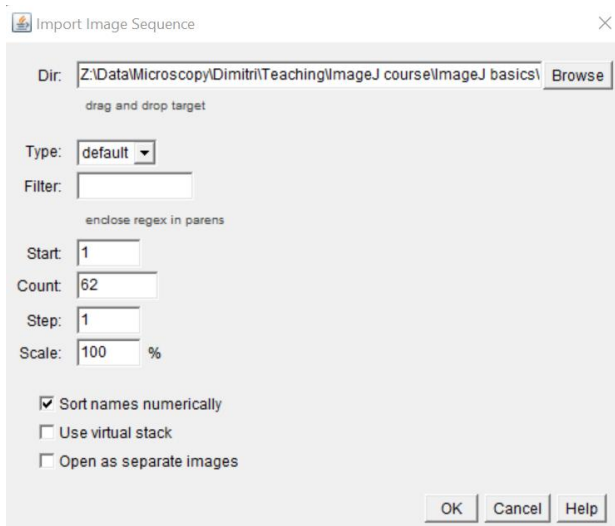 Import Image Sequence
Dir: Z:\Data\Microscopy\Dimitri\Teaching\ImageJ course\ImageJ basics\ Browse
drag and drop target
Type: default
Filter:
enclose regex in parens
Start: 1
Count: 62
Step: 1
Scale: 100 %
Sort names numerically
Use virtual stack
Open as separate images
OK Cancel Help